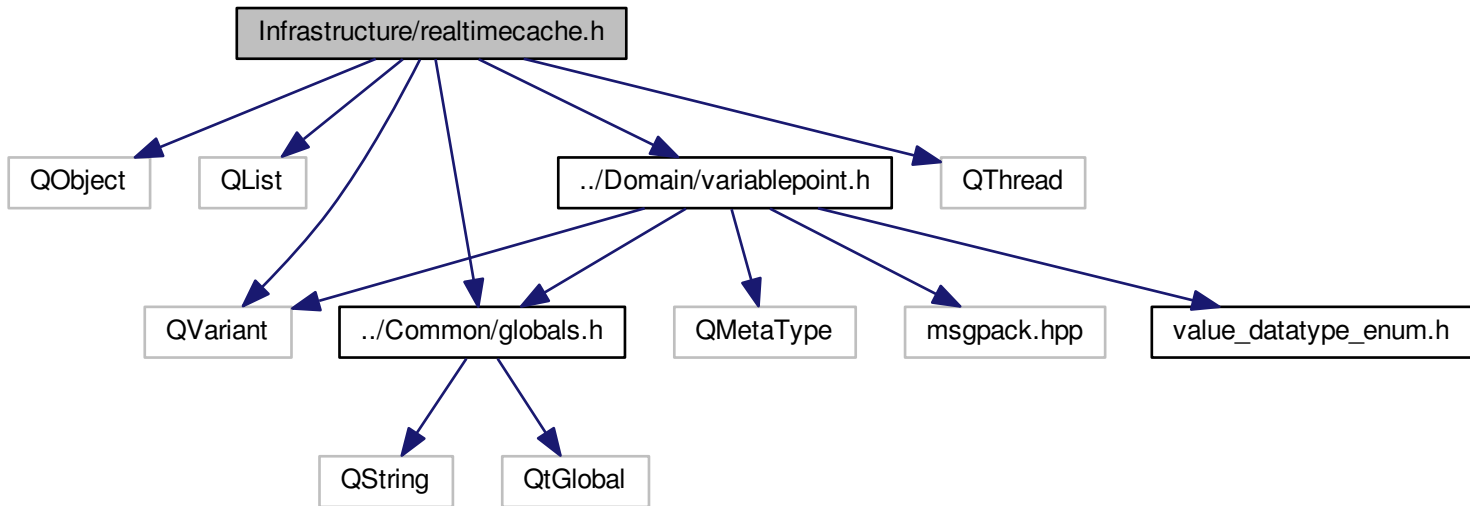 Infrastructure/realtimecache.h
QObject
QList
../Domain/variablepoint.h
QThread
QVariant
../Common/globals.h
QMetaType
msgpack.hpp
value_datatype_enum.h
QString
QtGlobal